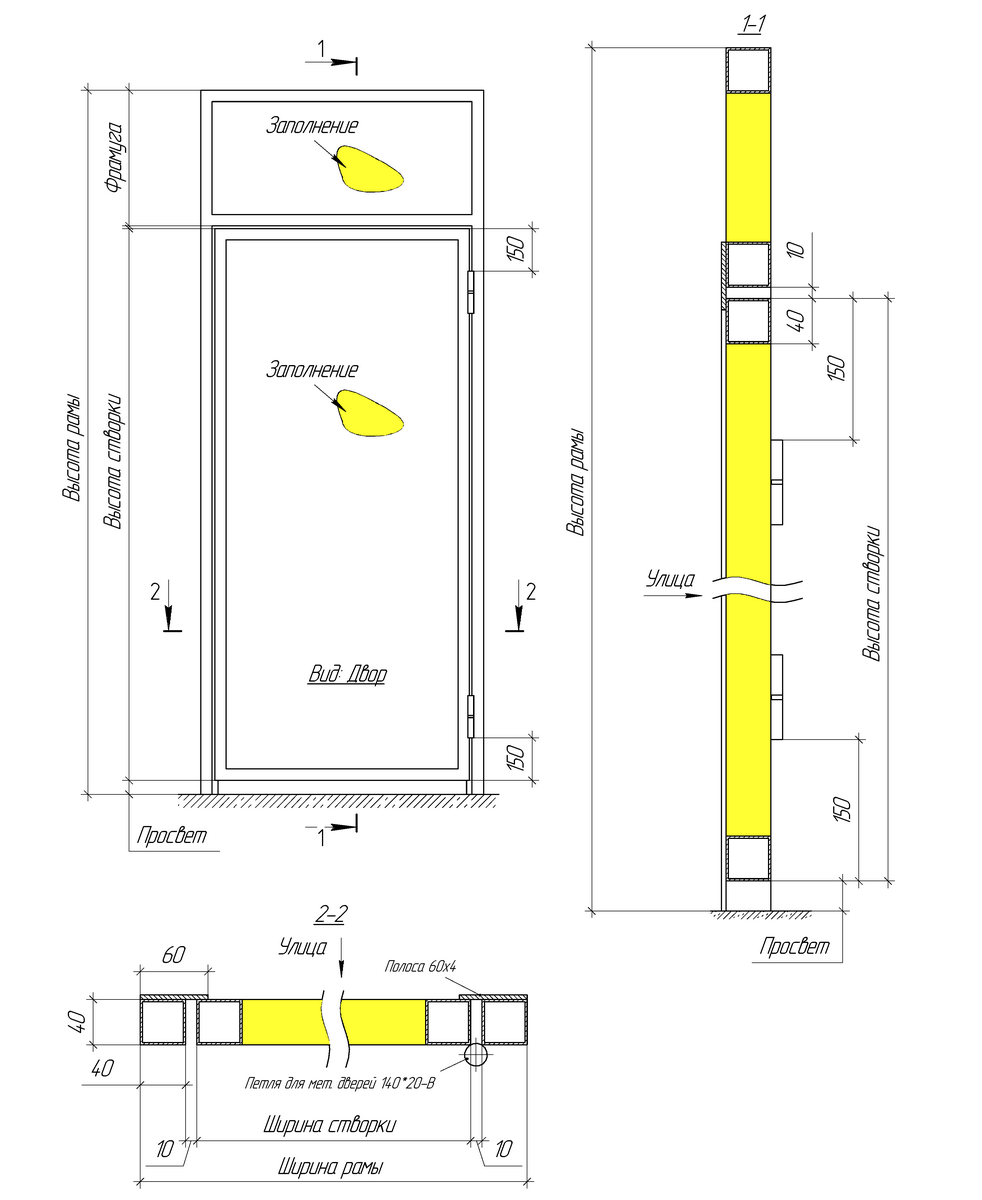 1
Заполнение
Фрамуга
150
Высота рамы
Высота створки
Заполнение
2
2
Вид: Двор
150
Просвет
1
1-1
10
40
150
Высота рамы
Улица
Высота створки
150
Просвет
2-2
Улица
60
Полоса 60х4
40
40
Петля для мет. дверей 140*20-В
Ширина створки
10
10
Ширина рамы